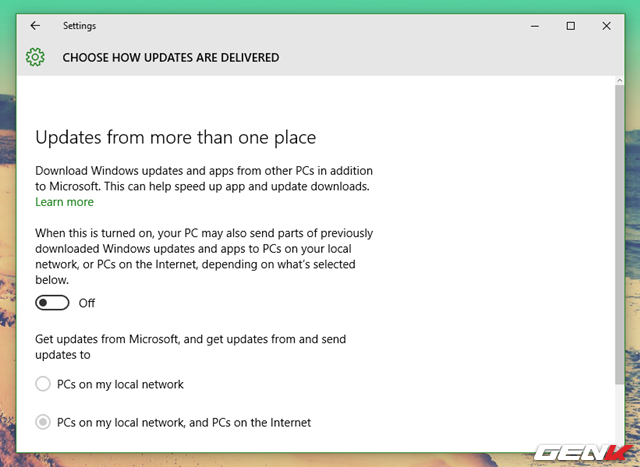 Settings
CHOOSE HOW UPDATES ARE DELIVERED
Updates from more than one place
Download Windows updates and apps from other PCs in addition
to Microsoft. This can help speed up app and update downloads.
Learn more
When this is turned on, your PC may also send parts of previously
downloaded Windows updates and apps to PCs on your local
network, or PCs on the Internet, depending on what's selected
below.
Off
Get updates from Microsoft, and get updates from and send
updates to
PCs on my local network
PCs on my local network, and PCs on the Internet
GENK